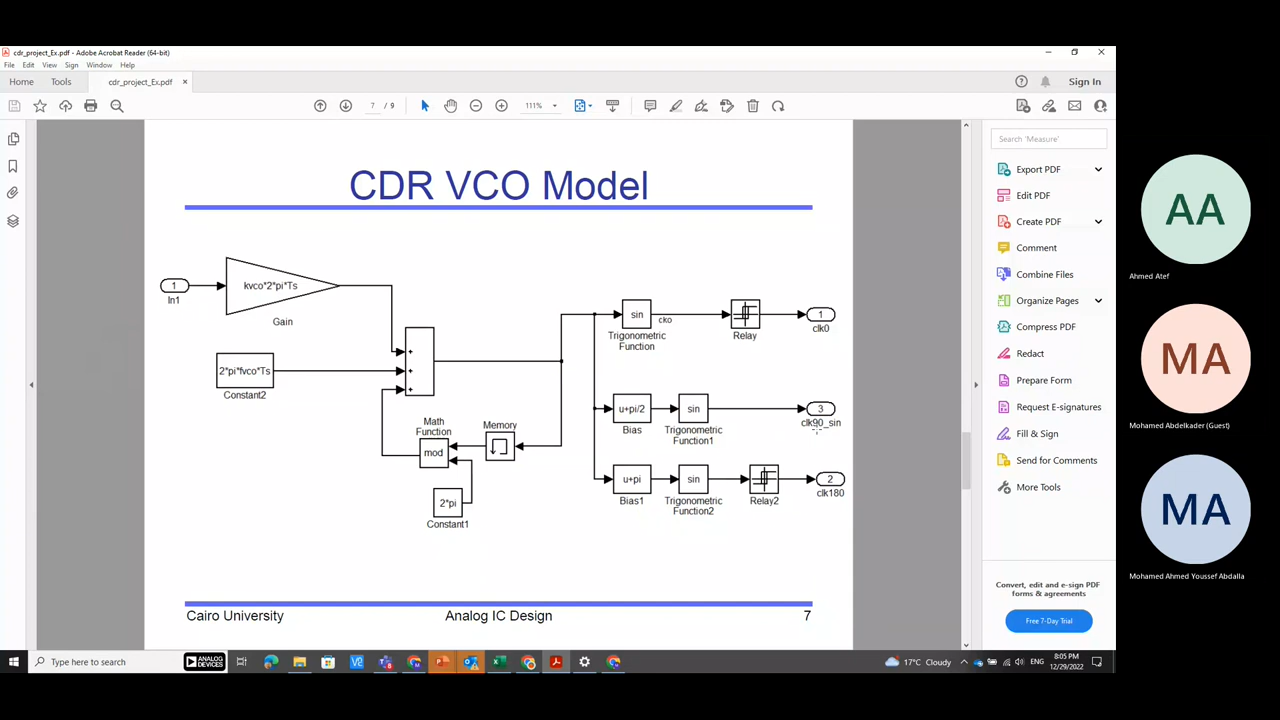 cdr_project_Ex.pdf - Adobe Acrobat Reader (64-bit)
File Edit View Sign Window Help
Home Tools cdr_project_Ex.pdf × Sign In
7 / 9 111%
Search 'Measure'
Export PDF
Edit PDF
Create PDF
Comment
Combine Files
Organize Pages
Compress PDF
Redact
Prepare Form
Request E-signatures
Fill & Sign
Send for Comments
More Tools
Convert, edit and e-sign PDF
forms & agreements
Free 7-Day Trial
CDR VCO Model
1
In1
kvco*2*pi*Ts
Gain
2*pi*fvco*Ts
Constant2
+
+
+
Math
Function
mod
Memory
2*pi
Constant1
sin
Trigonometric
Function
cko
Relay
1
clk0
u+pi/2
Bias
sin
Trigonometric
Function1
3
clk90_sin
u+pi
Bias1
sin
Trigonometric
Function2
Relay2
2
clk180
Cairo University Analog IC Design 7
AA
Ahmed Atef
MA
Mohamed Abdelkader (Guest)
MA
Mohamed Ahmed Youssef Abdalla
Type here to search
ANALOG
DEVICES
17°C Cloudy
ENG
8:05 PM
12/29/2022